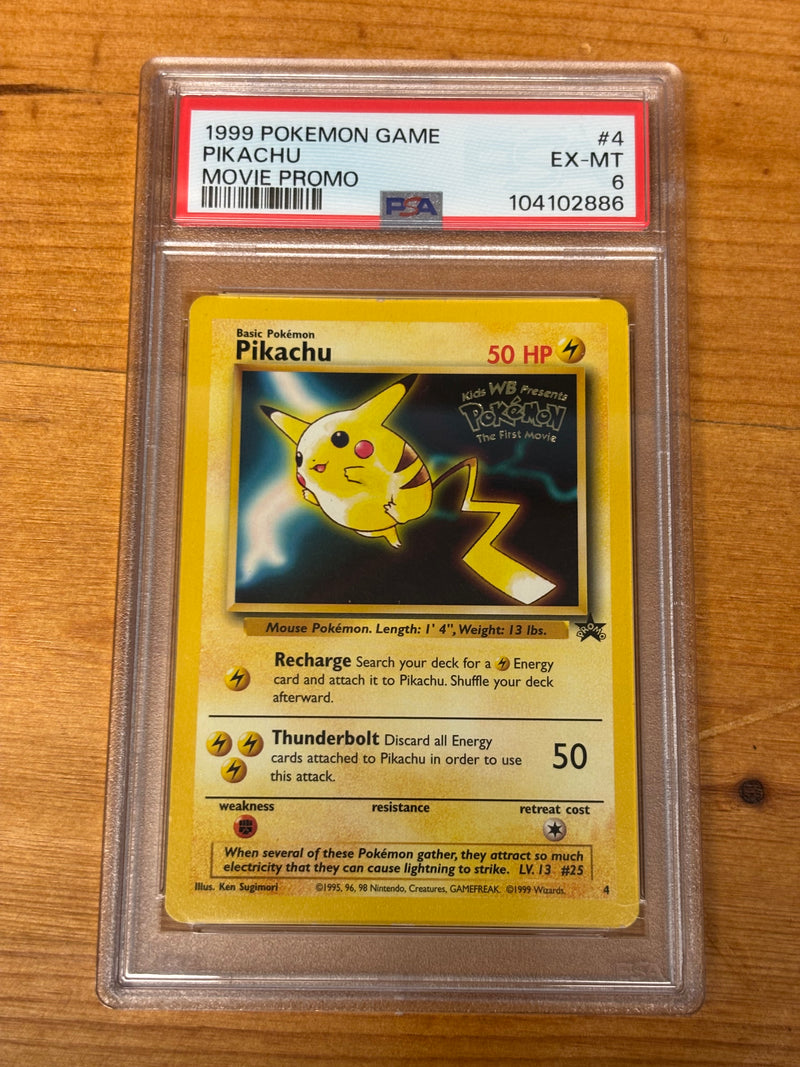 1999 POKEMON GAME #4
PIKACHU EX-MT
MOVIE PROMO 6
PSA 104102886
Basic Pokémon
Pikachu 50 HP
Kids WB Presents
POKéMON
The First Movie
Mouse Pokémon. Length: 1' 4", Weight: 13 lbs.
PROMO
Recharge Search your deck for a Energy
card and attach it to Pikachu. Shuffle your deck
afterward.
Thunderbolt Discard all Energy
cards attached to Pikachu in order to use
this attack.
50
weakness resistance retreat cost
When several of these Pokémon gather, they attract so much
electricity that they can cause lightning to strike. LV. 13 #25
Illus. Ken Sugimori ©1995, 96, 98 Nintendo, Creatures, GAMEFREAK. ©1999 Wizards. 4